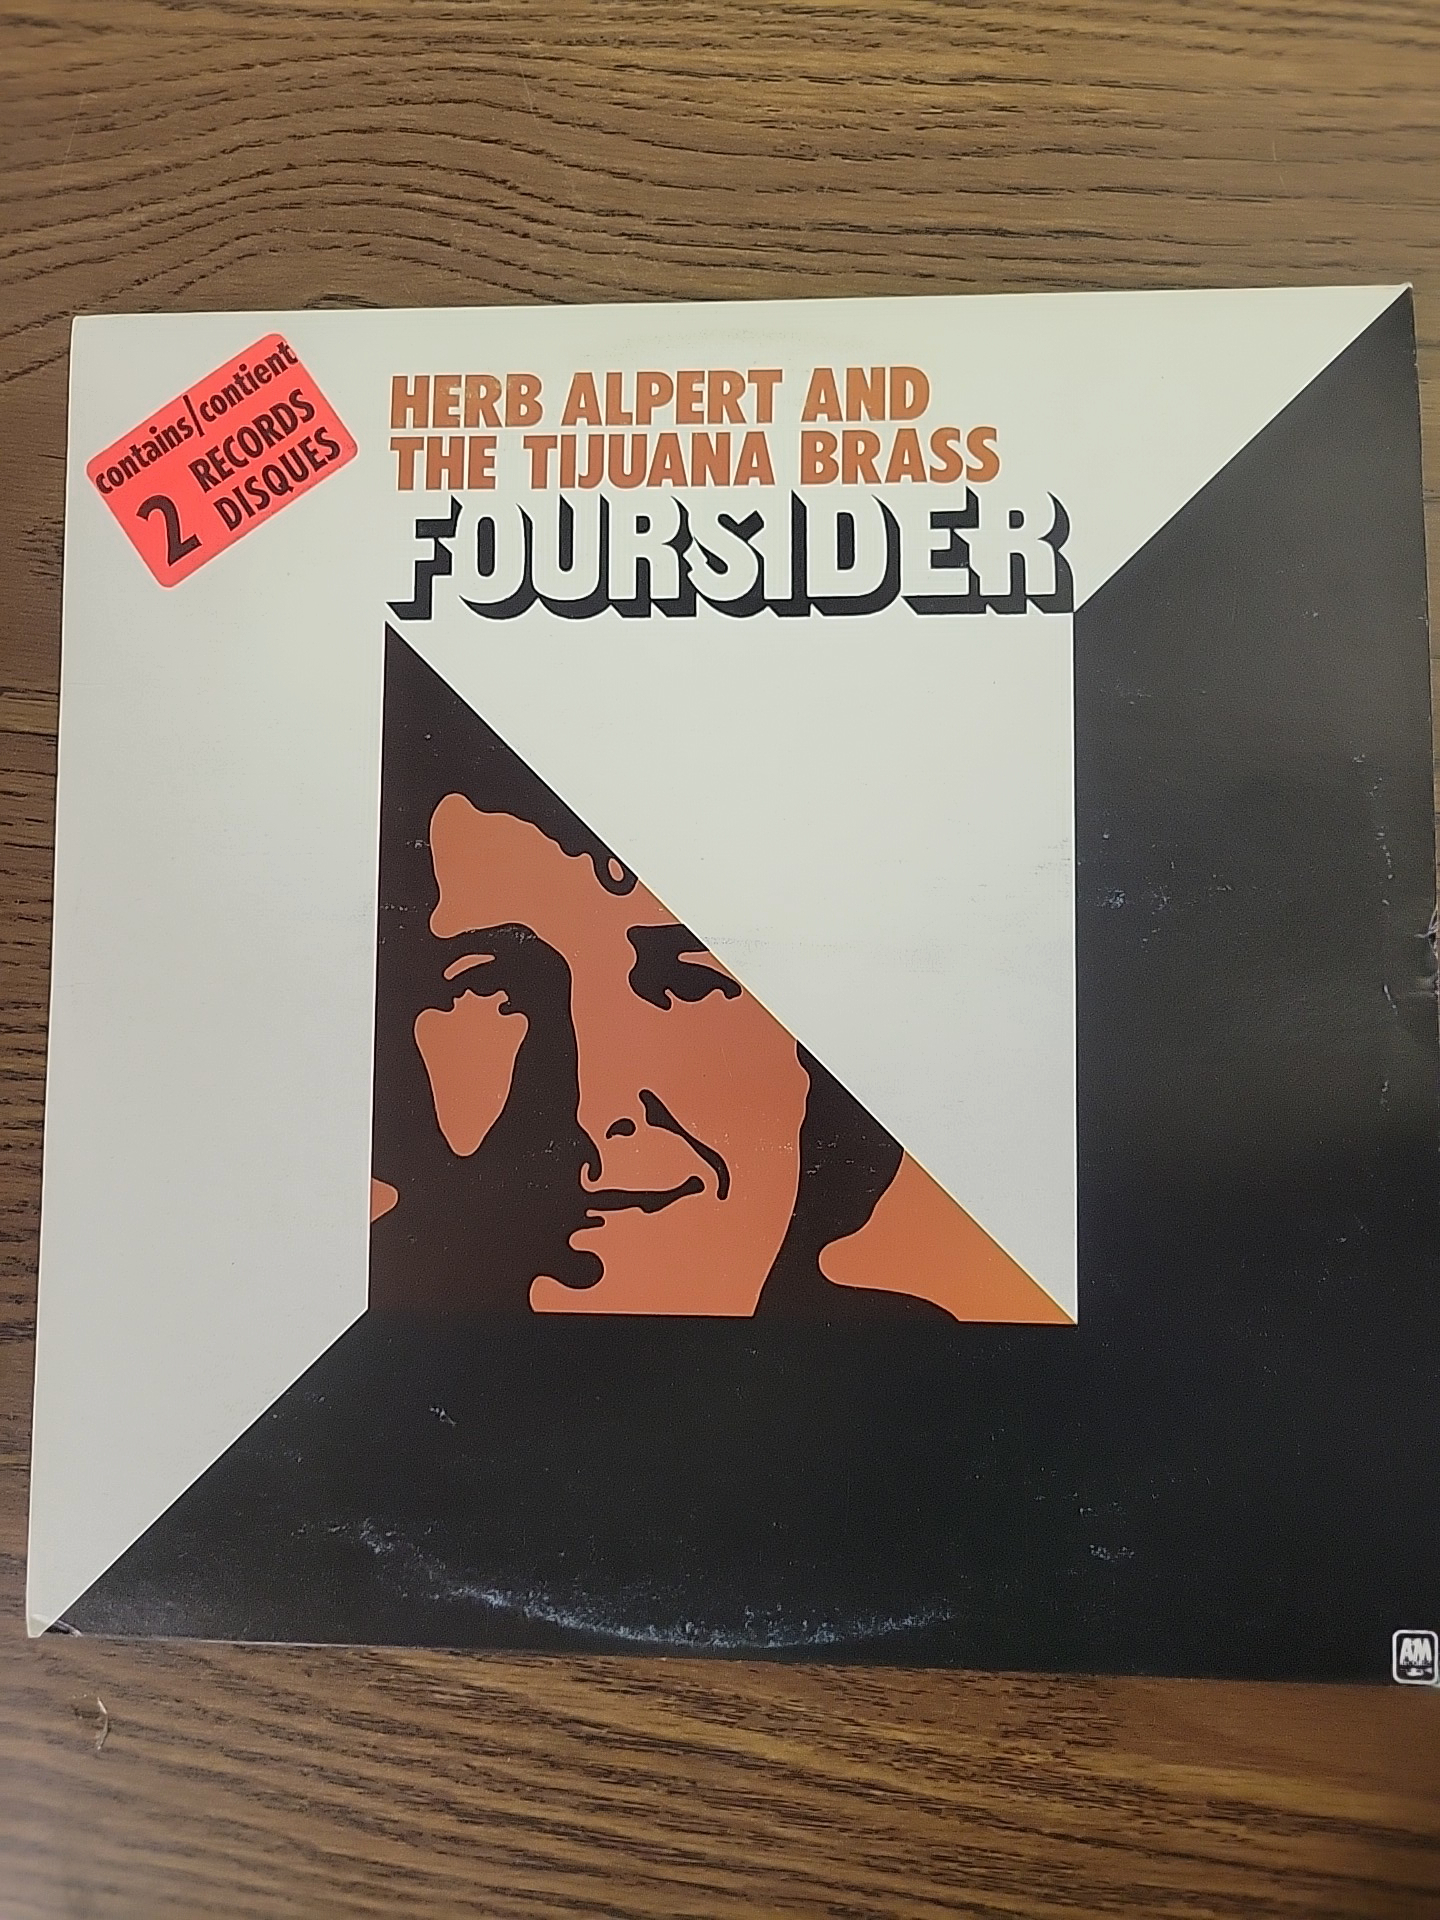 contains/contient
2 RECORDS
DISQUES
HERB ALPERT AND
THE TIJUANA BRASS
FOURSIDER
A&M